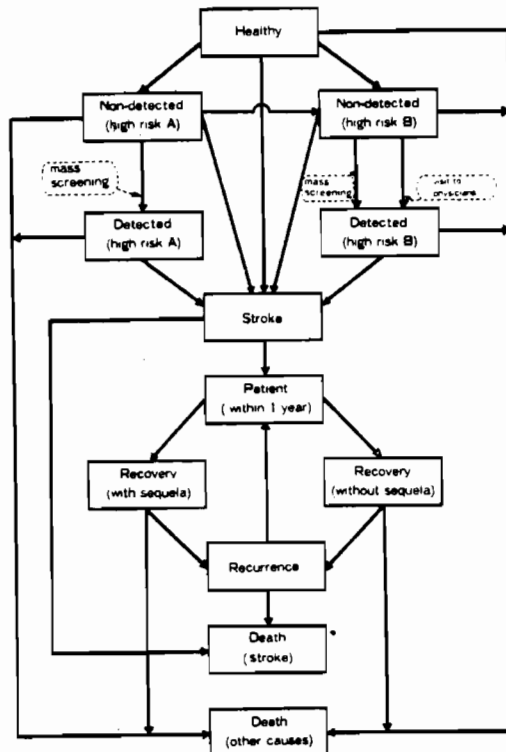 Healthy
Non-detected
(high risk A)
Non-detected
(high risk B)
mass
screening
mass
screening
visit to
physicians
Detected
(high risk A)
Detected
(high risk B)
Stroke
Patient
(within 1 year)
Recovery
(with sequela)
Recovery
(without sequela)
Recurrence
Death
(stroke)
Death
(other causes)